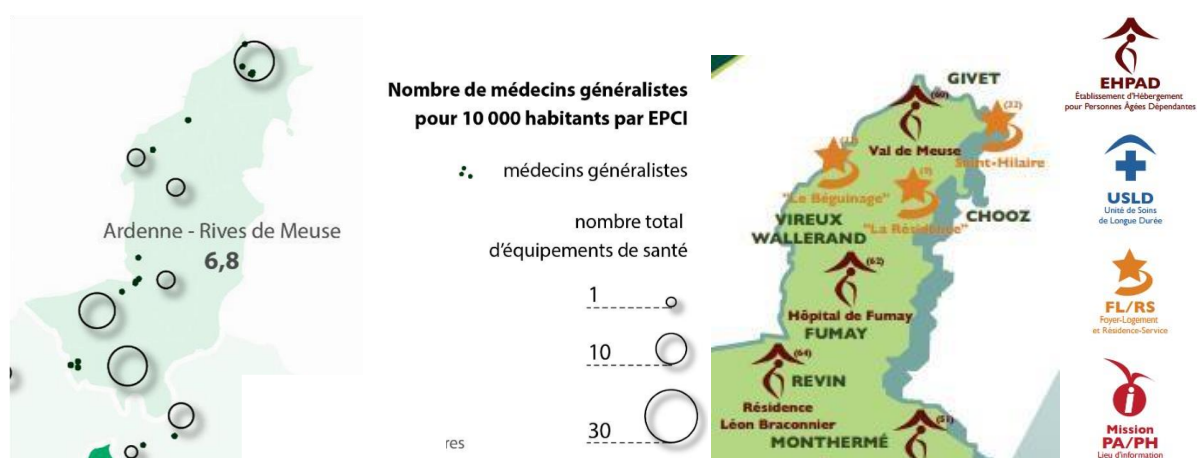 Ardenne - Rives de Meuse
6,8
Nombre de médecins généralistes
pour 10 000 habitants par EPCI
médecins généralistes
nombre total
d'équipements de santé
1
10
30
res
GIVET
(60)
Val de Meuse
(22)
Saint-Hilaire
"Le Béguinage"
(9)
"La Résidence"
CHOOZ
VIREUX
WALLERAND
(62)
Hôpital de Fumay
FUMAY
(64)
REVIN
Résidence
Léon Braconnier
MONTHERMÉ
(51)
EHPAD
Établissement d'Hébergement
pour Personnes Âgées Dépendantes
USLD
Unité de Soins
de Longue Durée
FL/RS
Foyer-Logement
et Résidence-Service
Mission
PA/PH
Lieu d'information